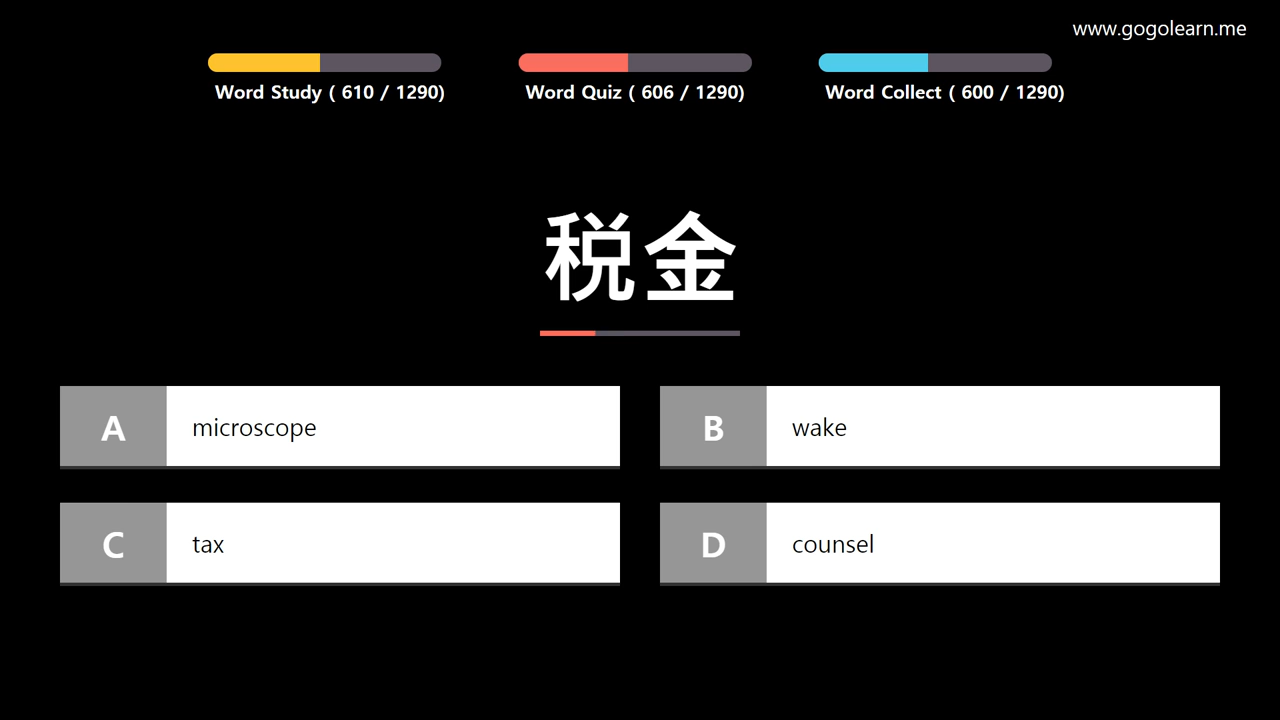 www.gogolearn.me
Word Study ( 610 / 1290)
Word Quiz ( 606 / 1290)
Word Collect ( 600 / 1290)
税金
A microscope
B wake
C tax
D counsel